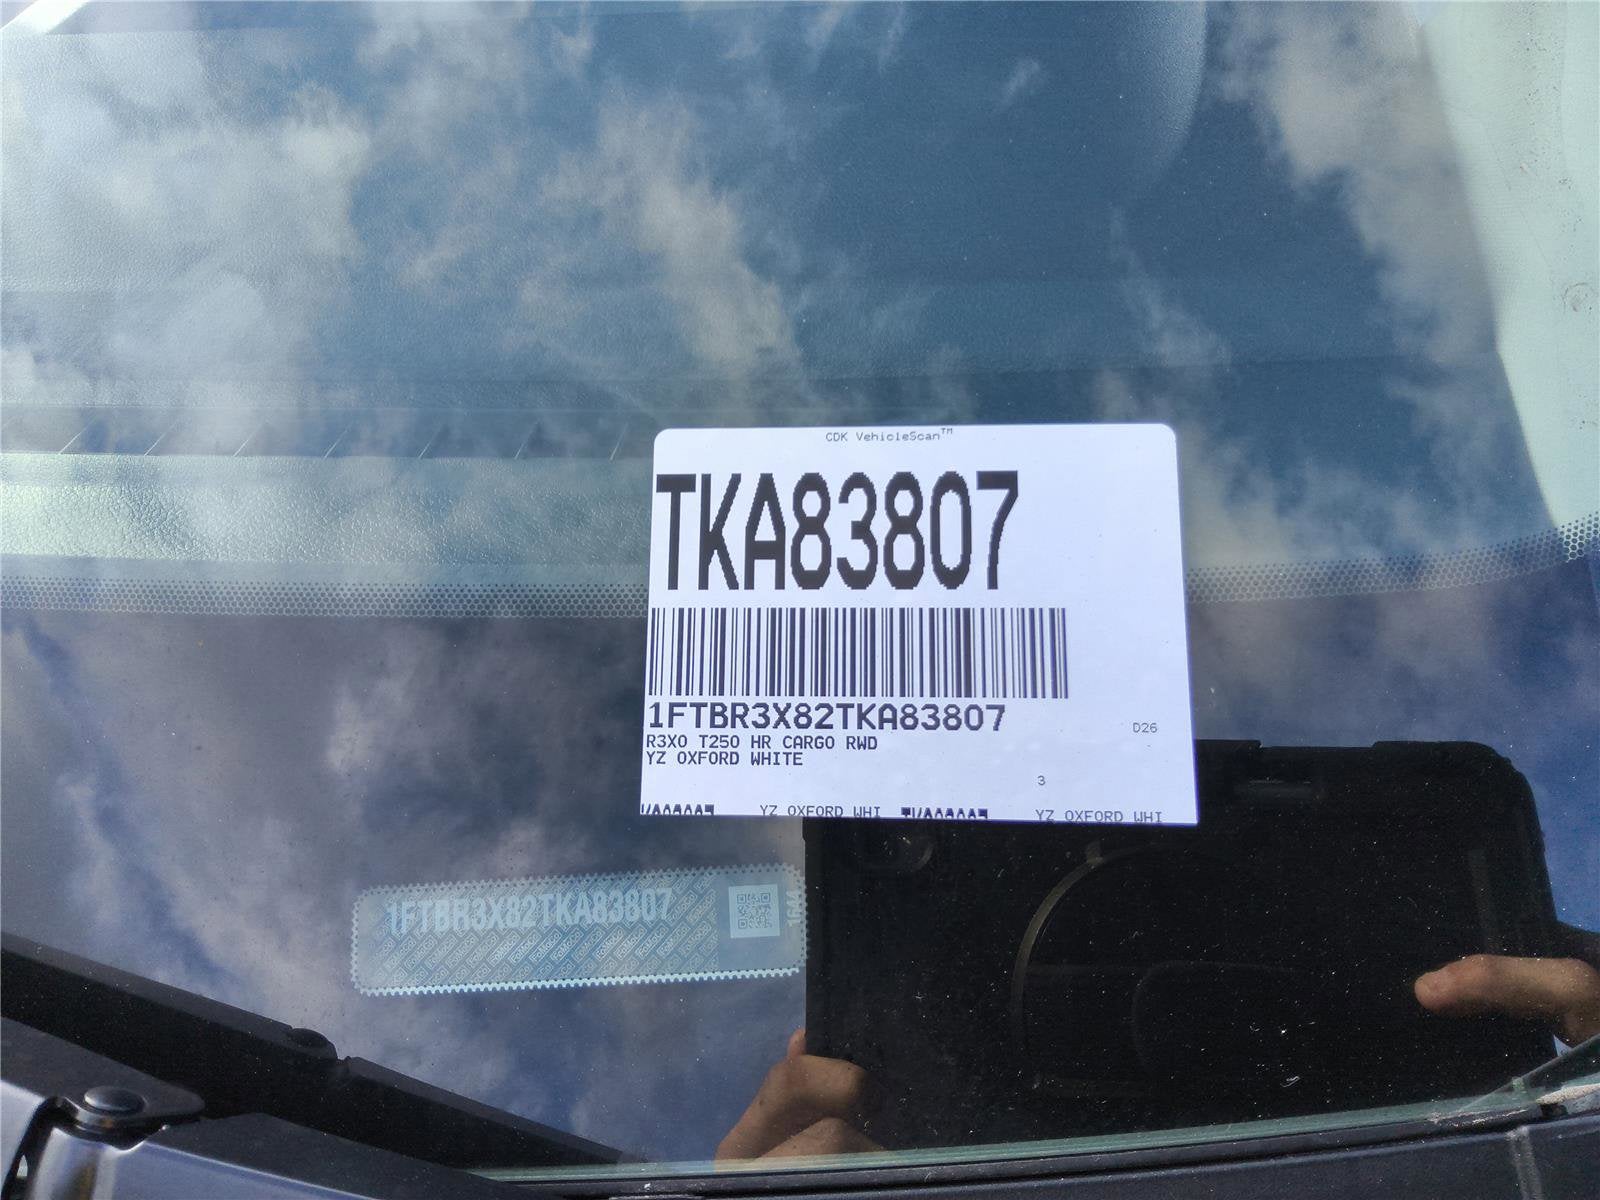 CDK VehicleScan™
TKA83807
1FTBR3X82TKA83807
D26
R3X0 T250 HR CARGO RWD
YZ OXFORD WHITE
3
YZ OXFORD WHI
YZ OXFORD WHI
1FTBR3X82TKA83807